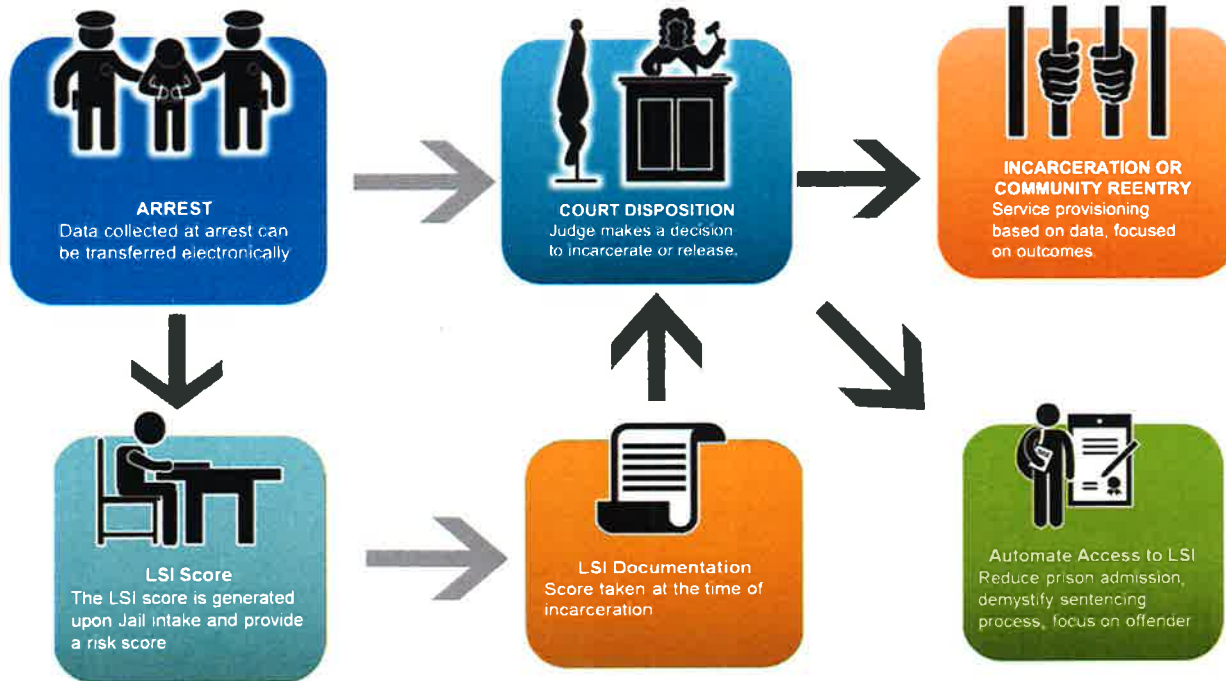 ARREST
Data collected at arrest can
be transferred electronically
COURT DISPOSITION
Judge makes a decision
to incarcerate or release.
INCARCERATION OR
COMMUNITY REENTRY
Service provisioning
based on data, focused
on outcomes.
LSI Score
The LSI score is generated
upon Jail intake and provide
a risk score
LSI Documentation
Score taken at the time of
incarceration
Automate Access to LSI
Reduce prison admission,
demystify sentencing
process, focus on offender